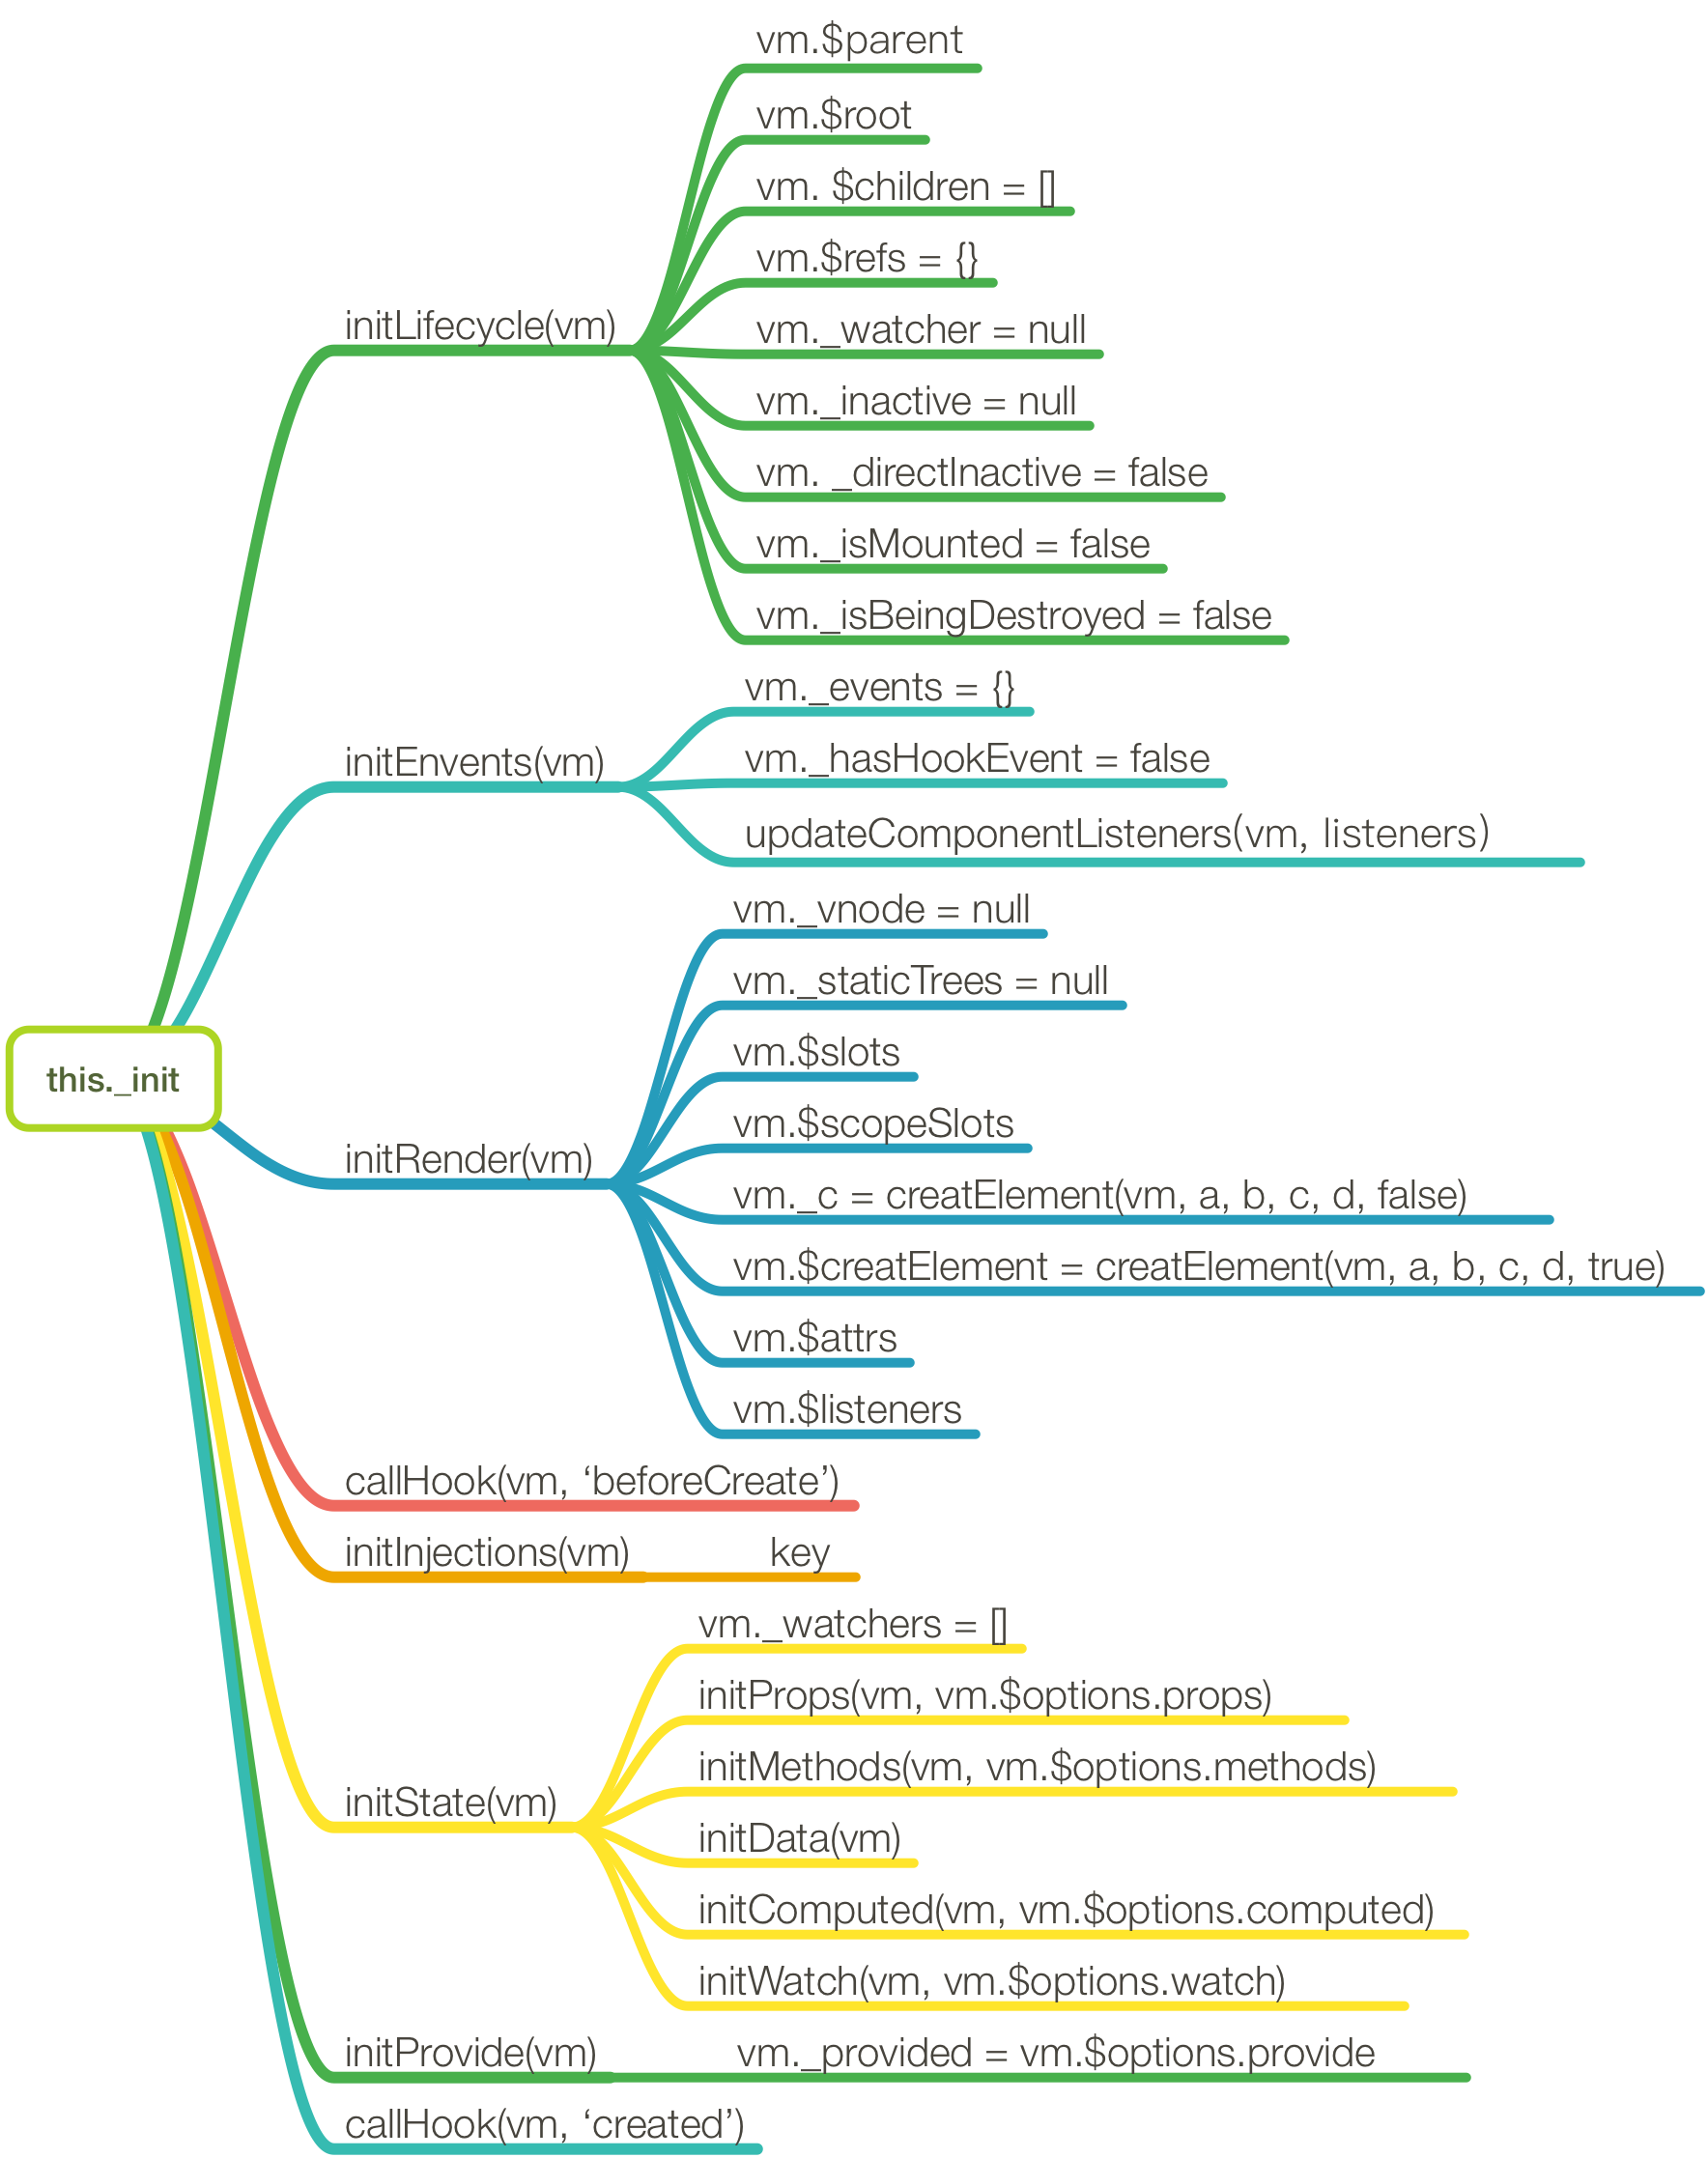 this._init
initLifecycle(vm)
vm.$parent
vm.$root
vm. $children = []
vm.$refs = {}
vm._watcher = null
vm._inactive = null
vm. _directInactive = false
vm._isMounted = false
vm._isBeingDestroyed = false
initEnvents(vm)
vm._events = {}
vm._hasHookEvent = false
updateComponentListeners(vm, listeners)
initRender(vm)
vm._vnode = null
vm._staticTrees = null
vm.$slots
vm.$scopeSlots
vm._c = creatElement(vm, a, b, c, d, false)
vm.$creatElement = creatElement(vm, a, b, c, d, true)
vm.$attrs
vm.$listeners
callHook(vm, ‘beforeCreate’)
initInjections(vm)
key
initState(vm)
vm._watchers = []
initProps(vm, vm.$options.props)
initMethods(vm, vm.$options.methods)
initData(vm)
initComputed(vm, vm.$options.computed)
initWatch(vm, vm.$options.watch)
initProvide(vm)
vm._provided = vm.$options.provide
callHook(vm, ‘created’)